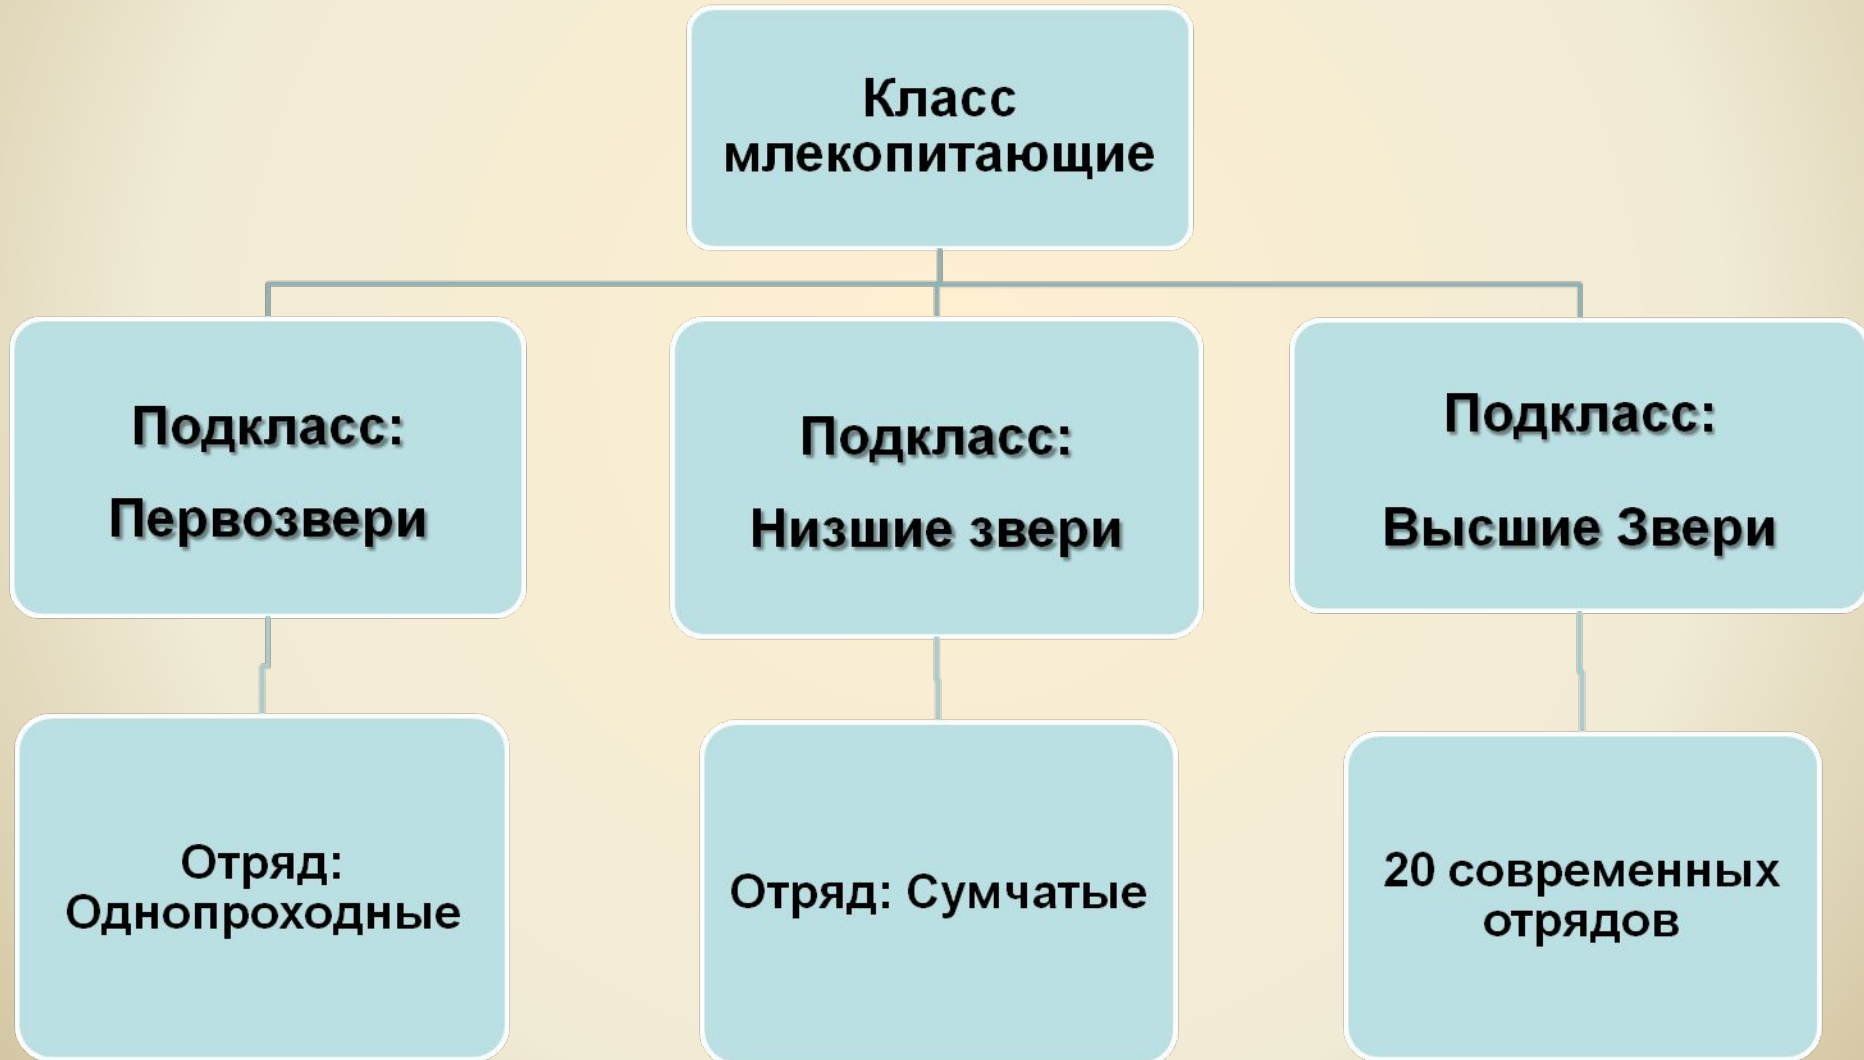 Класс
млекопитающие
Подкласс:
Первозвери
Подкласс:
Низшие звери
Подкласс:
Высшие Звери
Отряд:
Однопроходные
Отряд: Сумчатые
20 современных
отрядов